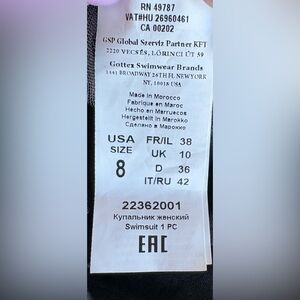 RN 49787
VAT#HU 26960461
CA 00202
GSP Global Szerviz Partner KFT
2220 VECSÉS, LŐRINCI ÚT 59
Gottex Swimwear Brands
1441 BROADWAY 26TH FL NEW YORK
NY, 10018 USA
Made in Morocco
Fabriqué en Maroc
Hecho en Marruecos
Hergestellt in Marokko
Сделано в Марокко
USA SIZE 8
FR/IL 38
UK 10
D 36
IT/RU 42
22362001
Купальник женский
Swimsuit 1 PC
EAC